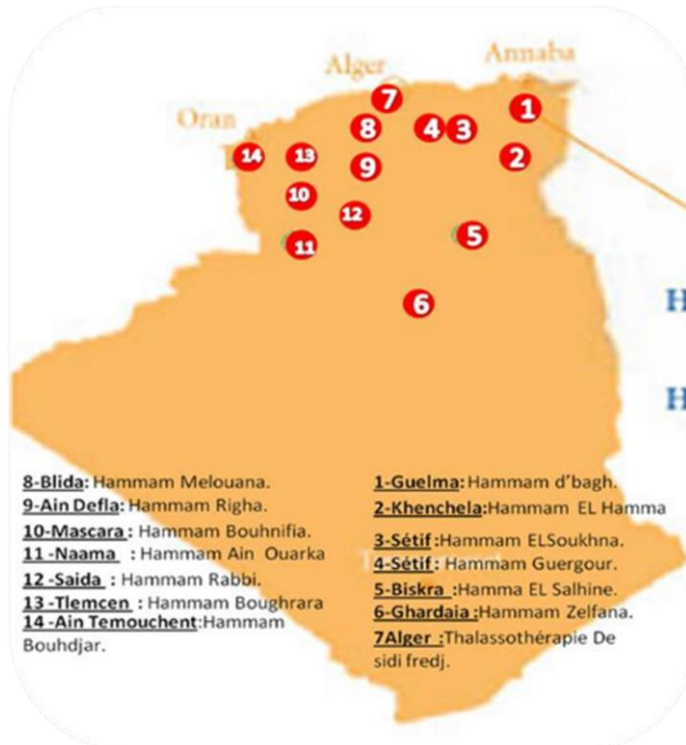 Annaba
Alger
Oran
1
7
8
4
3
14
13
9
2
10
12
11
5
6
H
H
8-Blida: Hammam Melouana.
9-Ain Defla: Hammam Righa.
10-Mascara : Hammam Bouhnifia.
11 -Naama : Hammam Ain Ouarka
12 -Saida : Hammam Rabbi.
13 -Tlemcen : Hammam Boughrara
14 -Ain Temouchent:Hammam
Bouhdjar.
1-Guelma: Hammam d’bagh.
2-Khenchela:Hammam EL Hamma
3-Sétif :Hammam ELSoukhna.
4-Sétif : Hammam Guergour.
5-Biskra :Hamma EL Salhine.
6-Ghardaia :Hammam Zelfana.
7Alger :Thalassothérapie De
sidi fredj.